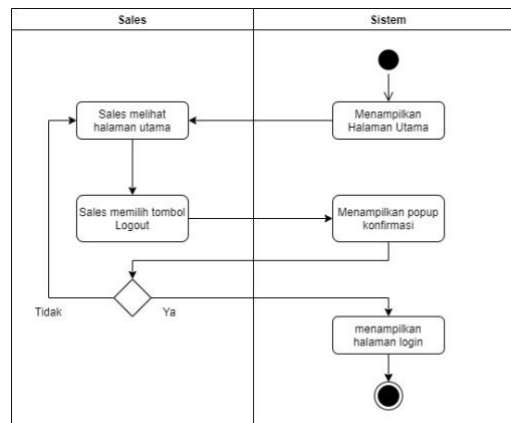 Sales
Sistem
Sales melihat
halaman utama
Menampilkan
Halaman Utama
Sales memilih tombol
Logout
Menampilkan popup
konfirmasi
Tidak
Ya
menampilkan
halaman login